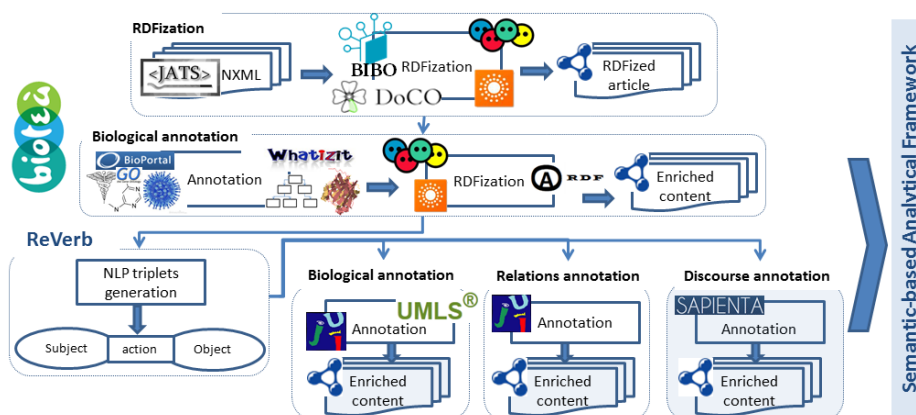 RDFization
<JATS>
NXML
BIBO
RDFization
DoCO
RDFized
article
biotea
Biological annotation
BioPortal
GO
Annotation
WhatIzIt
RDFization
A RDF
Enriched
content
ReVerb
NLP triplets
generation
Subject
action
Object
Biological annotation
UMLS®
Annotation
Enriched
content
Relations annotation
Annotation
Enriched
content
Discourse annotation
SAPIENTA
Annotation
Enriched
content
Semantic-based Analytical Framework